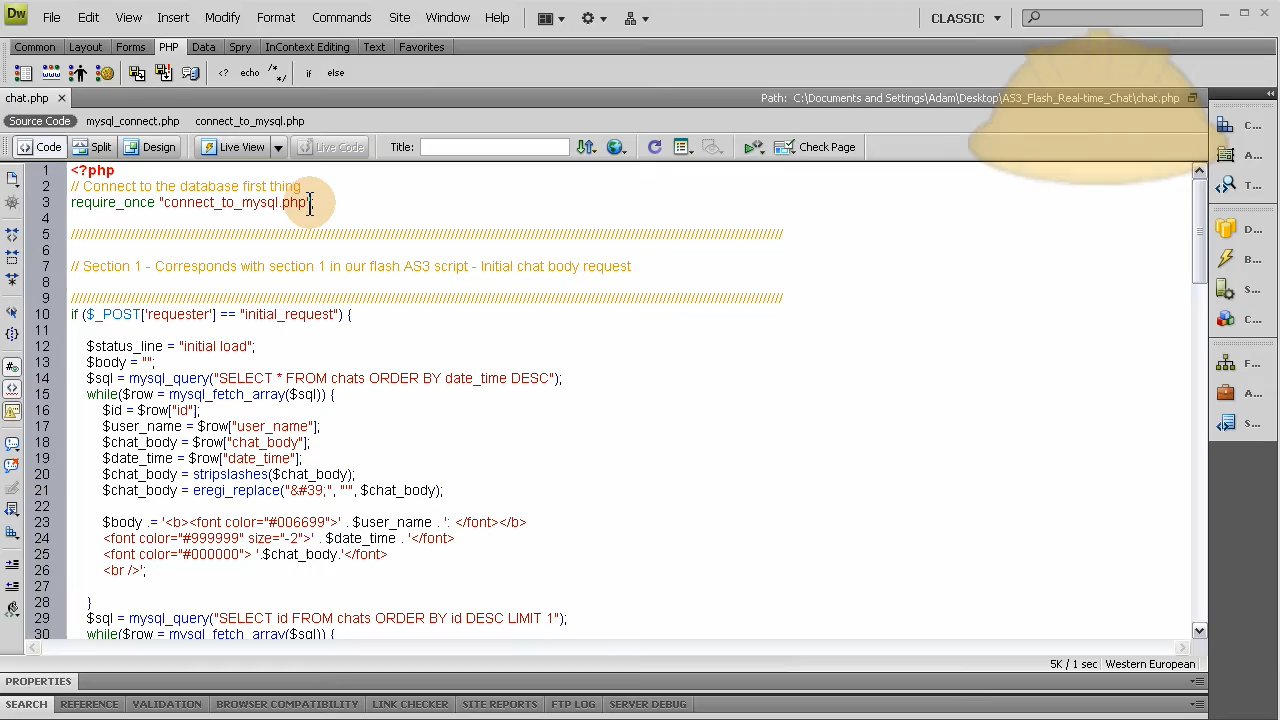 Dw File Edit View Insert Modify Format Commands Site Window Help CLASSIC
Common Layout Forms PHP Data Spry InContext Editing Text Favorites
<? echo /*.*/ if else
chat.php Path: C:\Documents and Settings\Adam\Desktop\AS3_Flash_Real-time_Chat\chat.php
Source Code mysql_connect.php connect_to_mysql.php
Code Split Design Live View Live Code Title: Check Page
1 <?php
2 // Connect to the database first thing
3 require_once "connect_to_mysql.php";
4
5 ////////////////////////////////////////////////////////////////////////////////////////////////////////////////////////////////////////////////
6
7 // Section 1 - Corresponds with section 1 in our flash AS3 script - Initial chat body request
8
9 ////////////////////////////////////////////////////////////////////////////////////////////////////////////////////////////////////////////////
10 if ($_POST['requester'] == "initial_request") {
11
12 $status_line = "initial load";
13 $body = "";
14 $sql = mysql_query("SELECT * FROM chats ORDER BY date_time DESC");
15 while($row = mysql_fetch_array($sql)) {
16 $id = $row["id"];
17 $user_name = $row["user_name"];
18 $chat_body = $row["chat_body"];
19 $date_time = $row["date_time"];
20 $chat_body = stripslashes($chat_body);
21 $chat_body = eregi_replace("&#39;", "'", $chat_body);
22
23 $body .= '<b><font color="#006699">' . $user_name . ': </font></b>
24 <font color="#999999" size="-2">' . $date_time . '</font>
25 <font color="#000000"> '.$chat_body.'</font>
26 <br />';
27
28 }
29 $sql = mysql_query("SELECT id FROM chats ORDER BY id DESC LIMIT 1");
30 while($row = mysql_fetch_array($sql)) {
C...
A...
T...
D...
B...
S...
C...
F...
A...
S...
5K / 1 sec Western European
PROPERTIES
SEARCH REFERENCE VALIDATION BROWSER COMPATIBILITY LINK CHECKER SITE REPORTS FTP LOG SERVER DEBUG